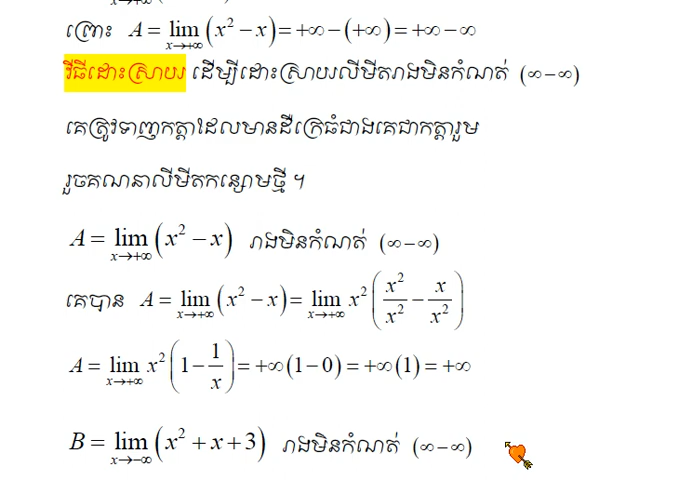 ព្រោះ A = lim_{x→+∞} (x² − x) = +∞ − (+∞) = +∞ − ∞
វិធីដោះស្រាយ ដើម្បីដោះស្រាយលីមីតរាងមិនកំណត់ (∞ − ∞)
គេត្រូវទាញកត្តាដែលមានដឺក្រេធំជាងគេជាកត្តារួម
រួចគណនាលីមីតកន្សោមថ្មី ។
A = lim_{x→+∞} (x² − x) រាងមិនកំណត់ (∞ − ∞)
គេបាន A = lim_{x→+∞} (x² − x) = lim_{x→+∞} x² (x²/x² − x/x²)
A = lim_{x→+∞} x² (1 − 1/x) = +∞(1 − 0) = +∞(1) = +∞
B = lim_{x→−∞} (x² + x + 3) រាងមិនកំណត់ (∞ − ∞)